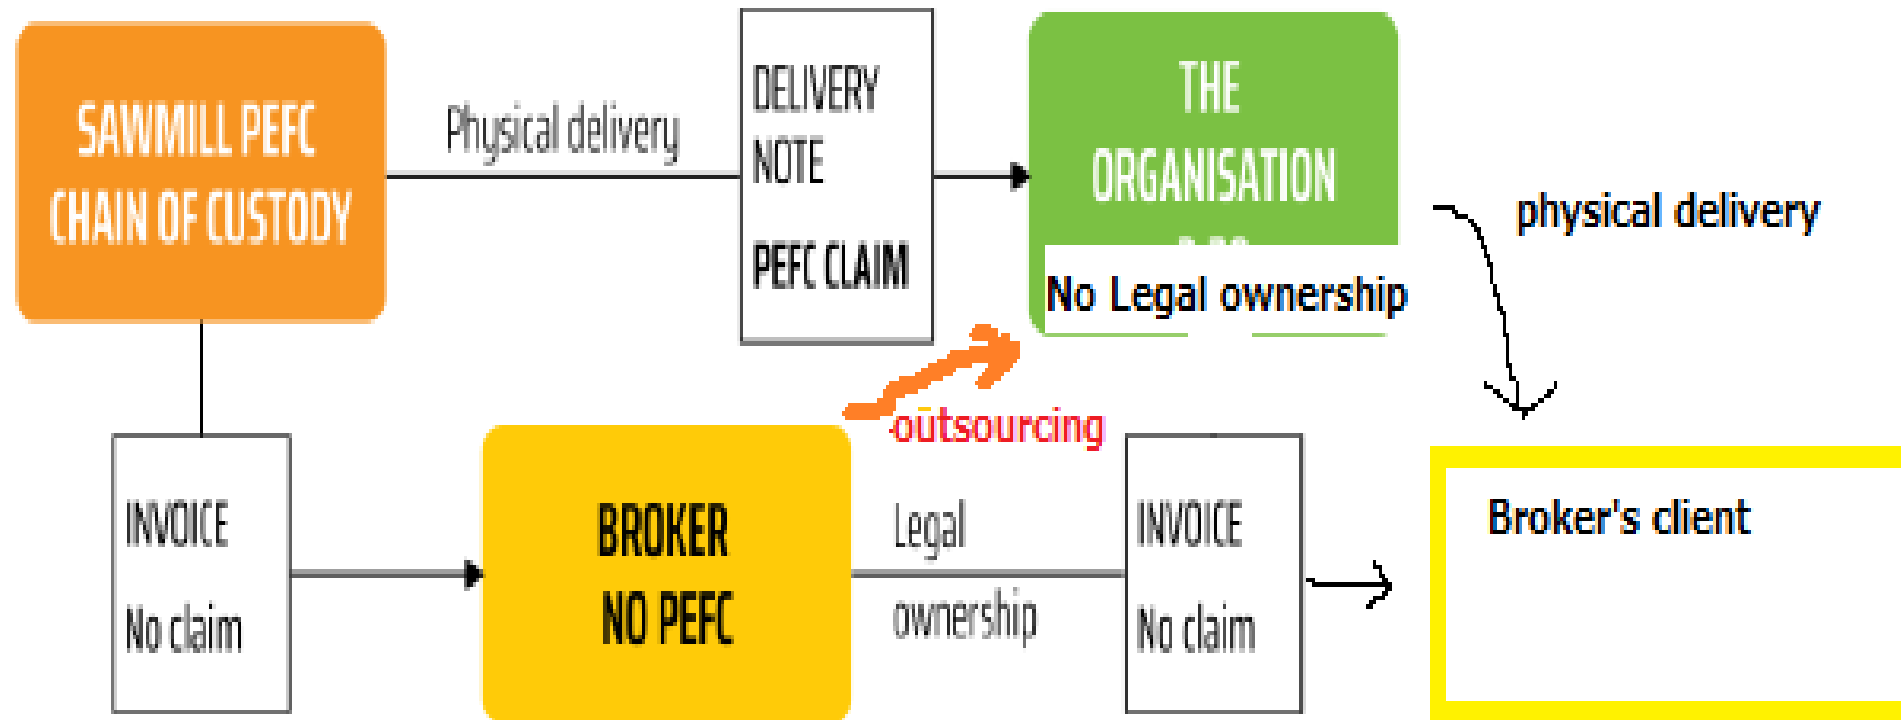 SAWMILL PEFC
CHAIN OF CUSTODY
Physical delivery
DELIVERY
NOTE
PEFC CLAIM
THE
ORGANISATION
No Legal ownership
physical delivery
outsourcing
INVOICE
No claim
BROKER
NO PEFC
Legal
ownership
INVOICE
No claim
Broker's client